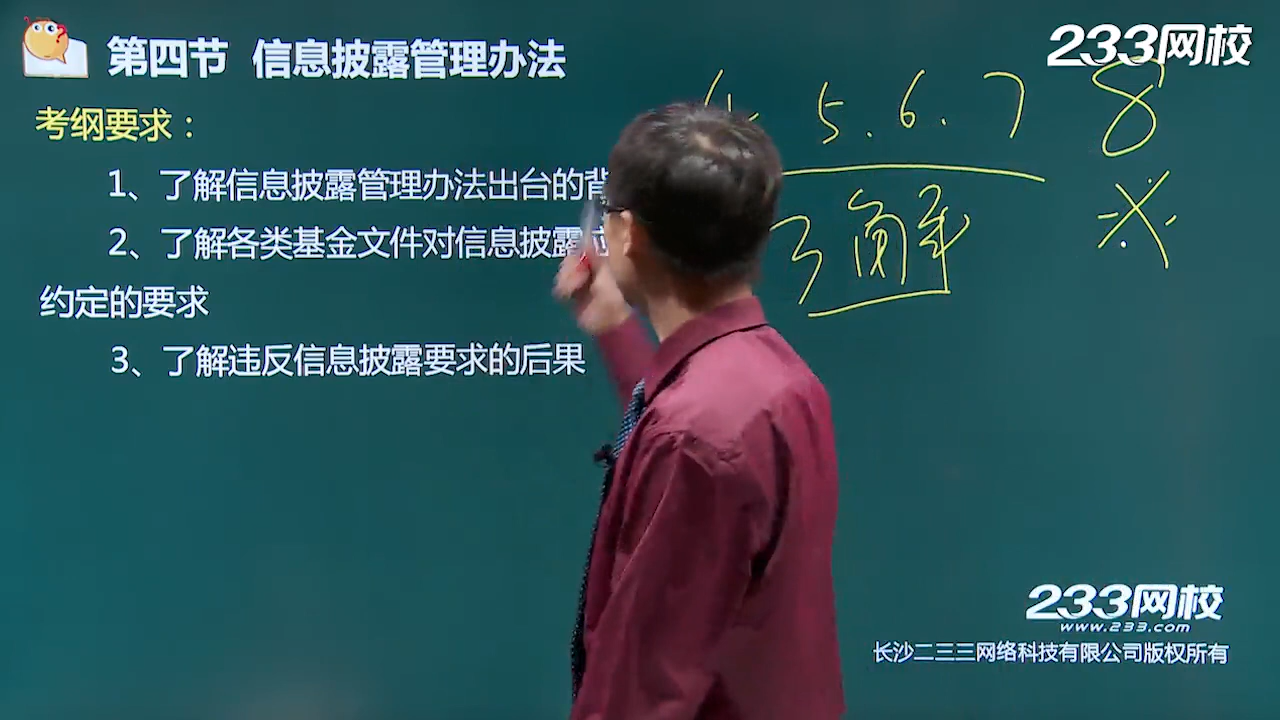 第四节 信息披露管理办法
233网校
考纲要求：
1、了解信息披露管理办法出台的背
2、了解各类基金文件对信息披露应
约定的要求
3、了解违反信息披露要求的后果
4、5、6、7 8
了解
233网校
www.233.com
长沙二三三网络科技有限公司版权所有